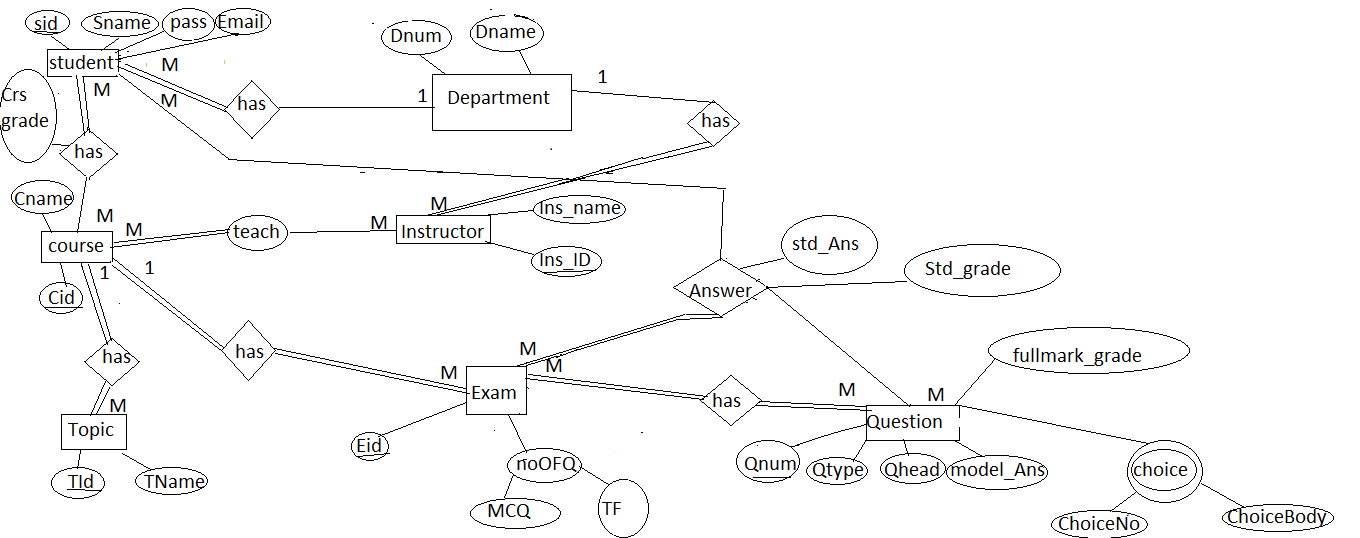 sid
Sname
pass
Email
Dnum
Dname
student
M
M
M
has
1
Department
1
has
Crs
grade
has
Cname
M
M
course
teach
M
M
Instructor
Ins_name
Ins_ID
std_Ans
Std_grade
Answer
Cid
1
1
has
has
M
Topic
TId
TName
M
M
M
Exam
has
M
M
Question
fullmark_grade
Eid
noOFQ
MCQ
TF
Qnum
Qtype
Qhead
model_Ans
choice
ChoiceNo
ChoiceBody